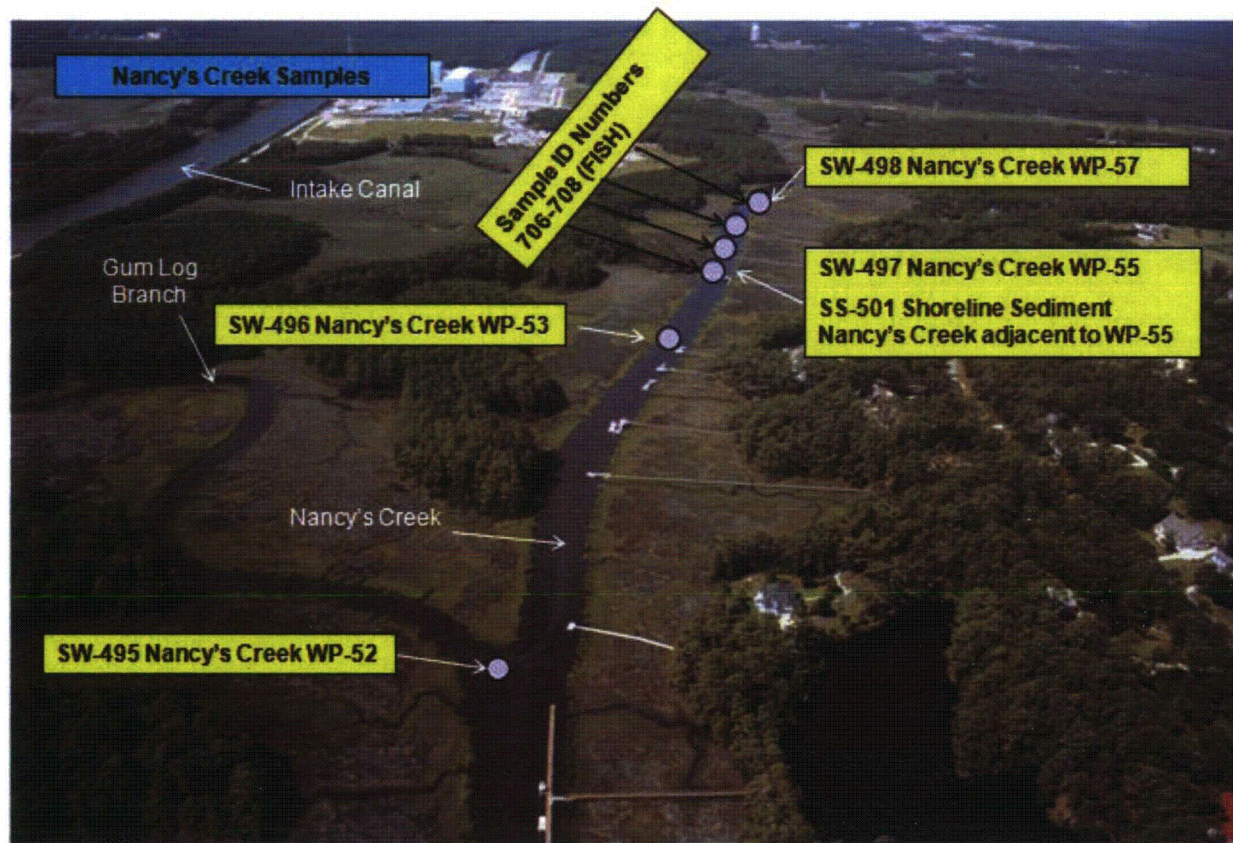 Nancy's Creek Samples
Sample ID Numbers
706-708 (FISH)
Intake Canal
SW-498 Nancy's Creek WP-57
Gum Log
Branch
SW-497 Nancy's Creek WP-55
SS-501 Shoreline Sediment
Nancy's Creek adjacent to WP-55
SW-496 Nancy's Creek WP-53
Nancy's Creek
SW-495 Nancy's Creek WP-52